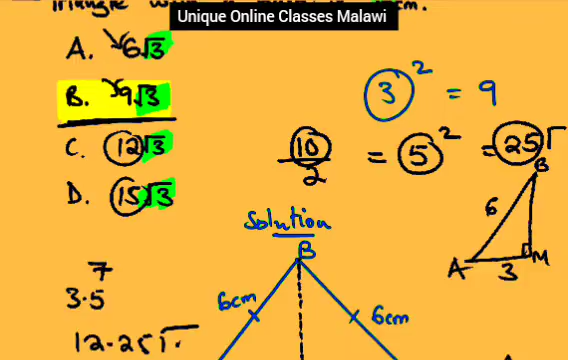 Unique Online Classes Malawi
A. 6√3
B. 9√3
C. 12√3
D. 15√3
3² = 9
10/2 = 5² = 25√
Solution
B
6cm
6cm
B
6
A
3
M
7
3.5
12.25√